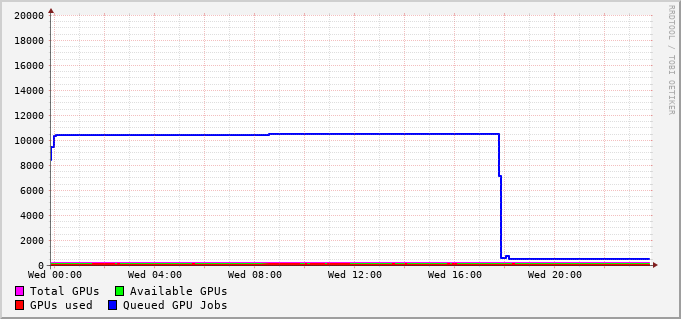 20000
18000
16000
14000
12000
10000
8000
6000
4000
2000
0
Wed 00:00 Wed 04:00 Wed 08:00 Wed 12:00 Wed 16:00 Wed 20:00
Total GPUs Available GPUs
GPUs used Queued GPU Jobs
RRDTOOL / TOBI OETIKER